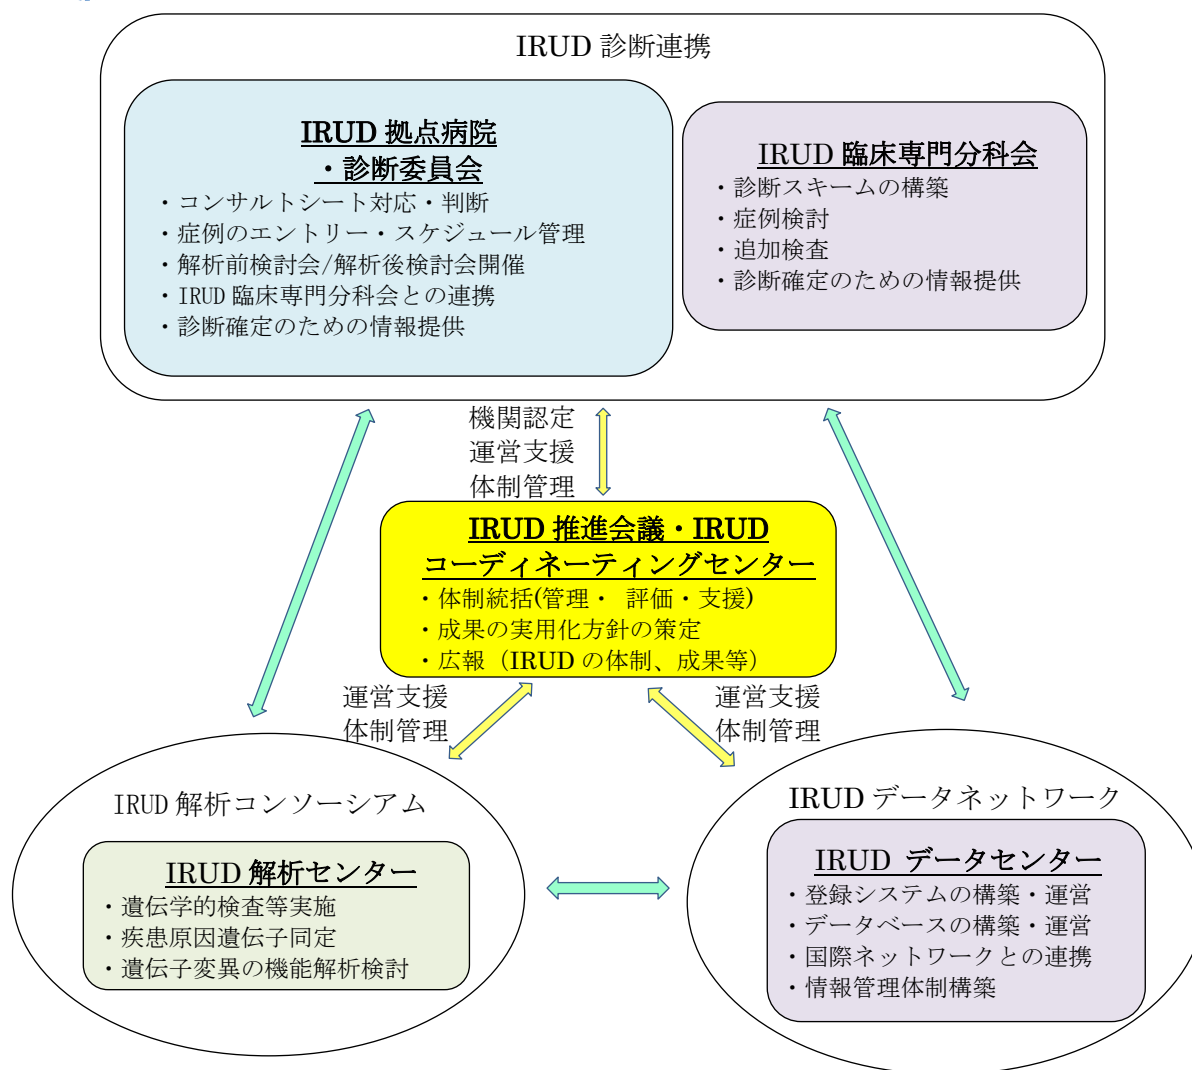 IRUD 診断連携
IRUD 拠点病院
・診断委員会
・コンサルトシート対応・判断
・症例のエントリー・スケジュール管理
・解析前検討会/解析後検討会開催
・IRUD 臨床専門分科会との連携
・診断確定のための情報提供
IRUD 臨床専門分科会
・診断スキームの構築
・症例検討
・追加検査
・診断確定のための情報提供
機関認定
運営支援
体制管理
IRUD 推進会議・IRUD
コーディネーティングセンター
・体制統括(管理・ 評価・支援)
・成果の実用化方針の策定
・広報（IRUD の体制、成果等）
運営支援
体制管理
運営支援
体制管理
IRUD 解析コンソーシアム
IRUD 解析センター
・遺伝学的検査等実施
・疾患原因遺伝子同定
・遺伝子変異の機能解析検討
IRUD データネットワーク
IRUD データセンター
・登録システムの構築・運営
・データベースの構築・運営
・国際ネットワークとの連携
・情報管理体制構築